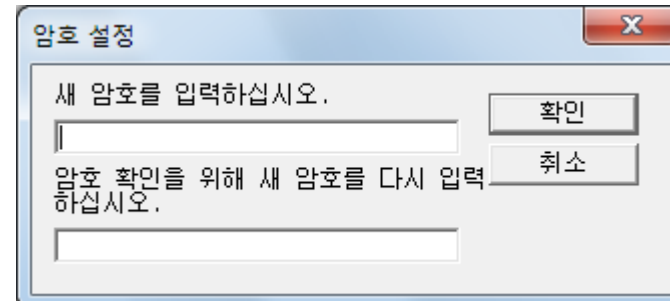 암호 설정
새 암호를 입력하십시오.
확인
취소
암호 확인을 위해 새 암호를 다시 입력
하십시오.